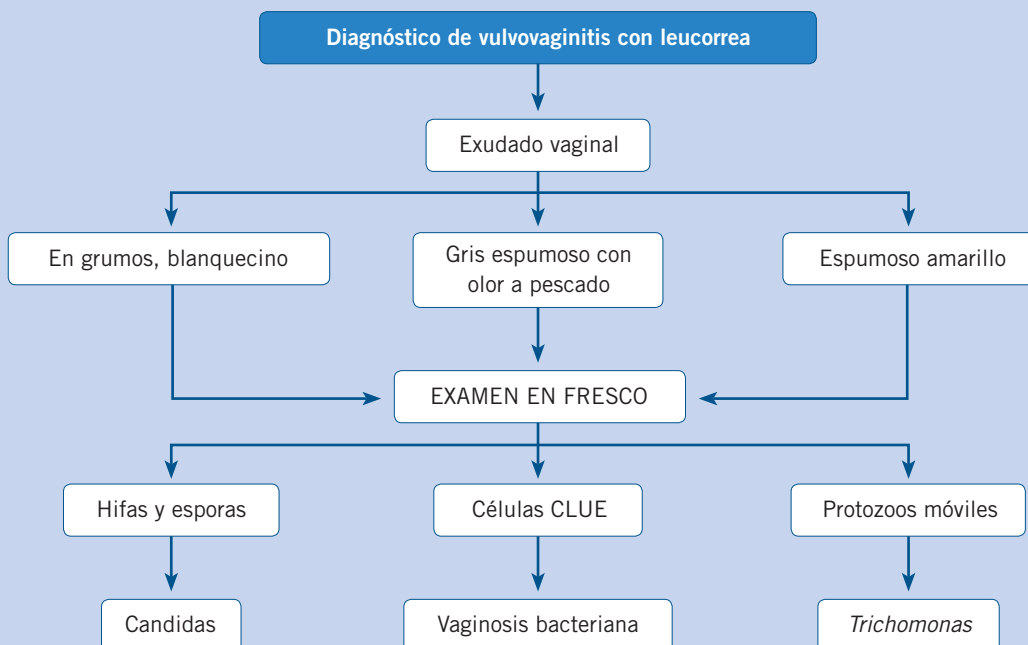 Diagnóstico de vulvovaginitis con leucorrea
Exudado vaginal
En grumos, blanquecino
Gris espumoso con
olor a pescado
Espumoso amarillo
EXAMEN EN FRESCO
Hifas y esporas
Células CLUE
Protozoos móviles
Candidas
Vaginosis bacteriana
Trichomonas